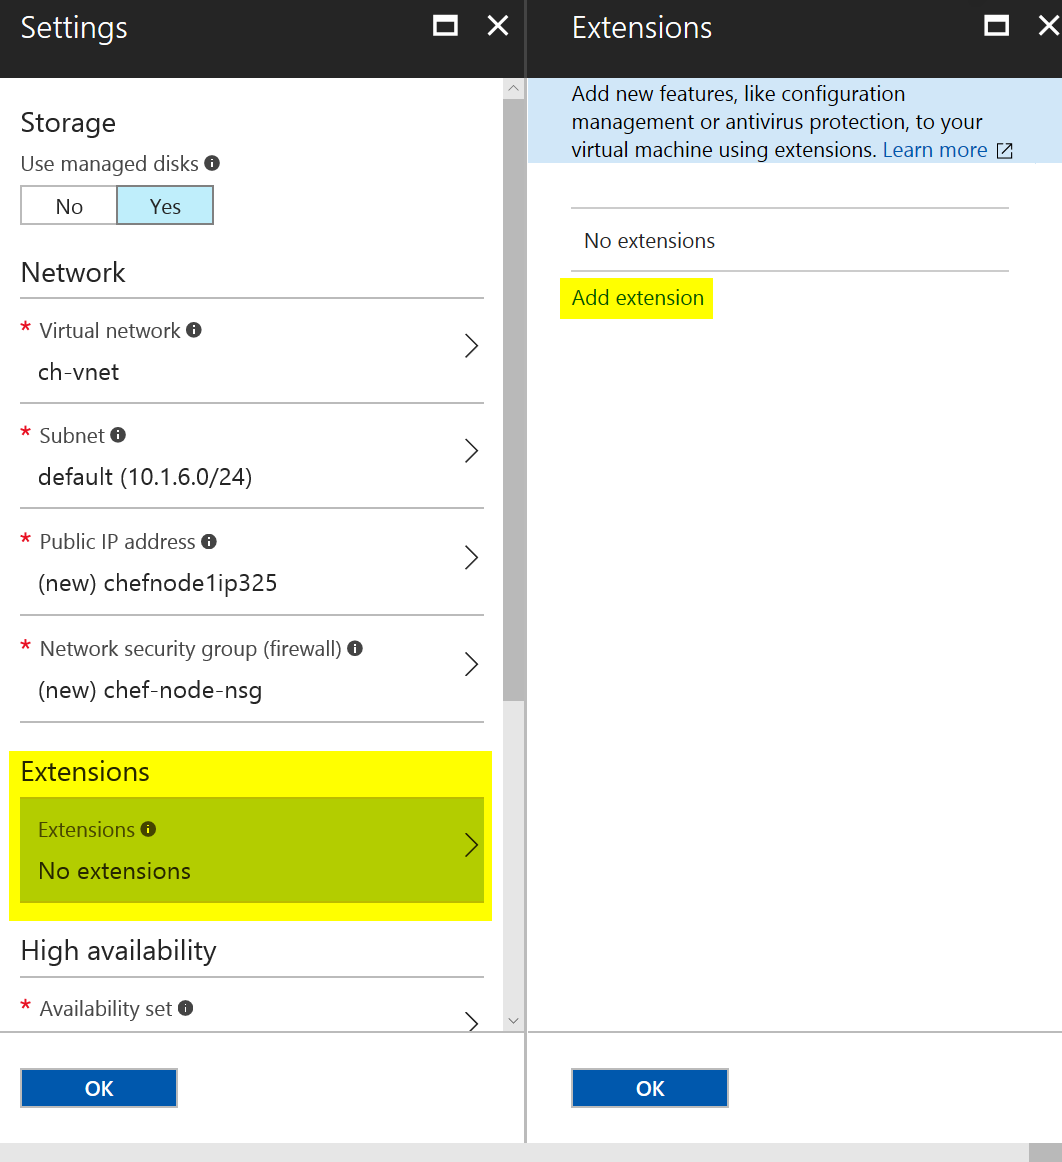 Settings
Storage
Use managed disks
No
Yes
Network
* Virtual network
ch-vnet
* Subnet
default (10.1.6.0/24)
* Public IP address
(new) chefnode1ip325
* Network security group (firewall)
(new) chef-node-nsg
Extensions
Extensions
No extensions
High availability
* Availability set
OK
Extensions
Add new features, like configuration
management or antivirus protection, to your
virtual machine using extensions. Learn more
No extensions
Add extension
OK